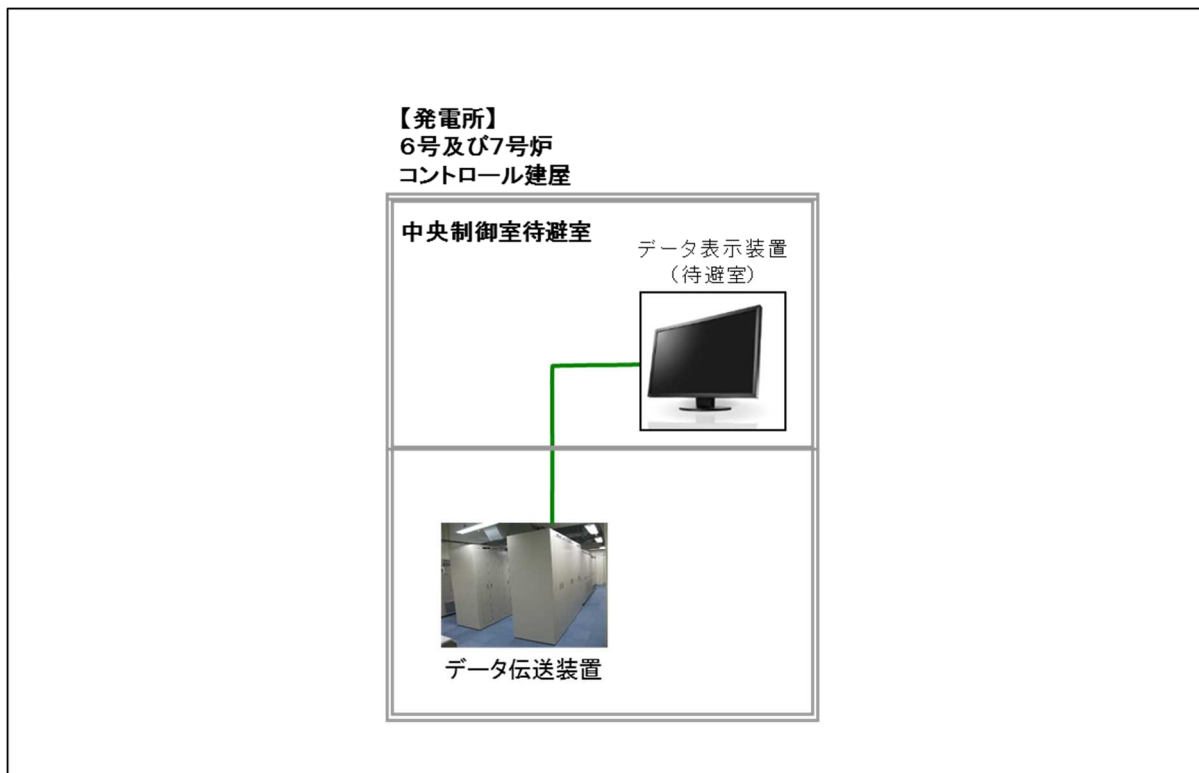 【発電所】
6号及び7号炉
コントロール建屋
中央制御室待避室
データ表示装置
(待避室)
データ伝送装置